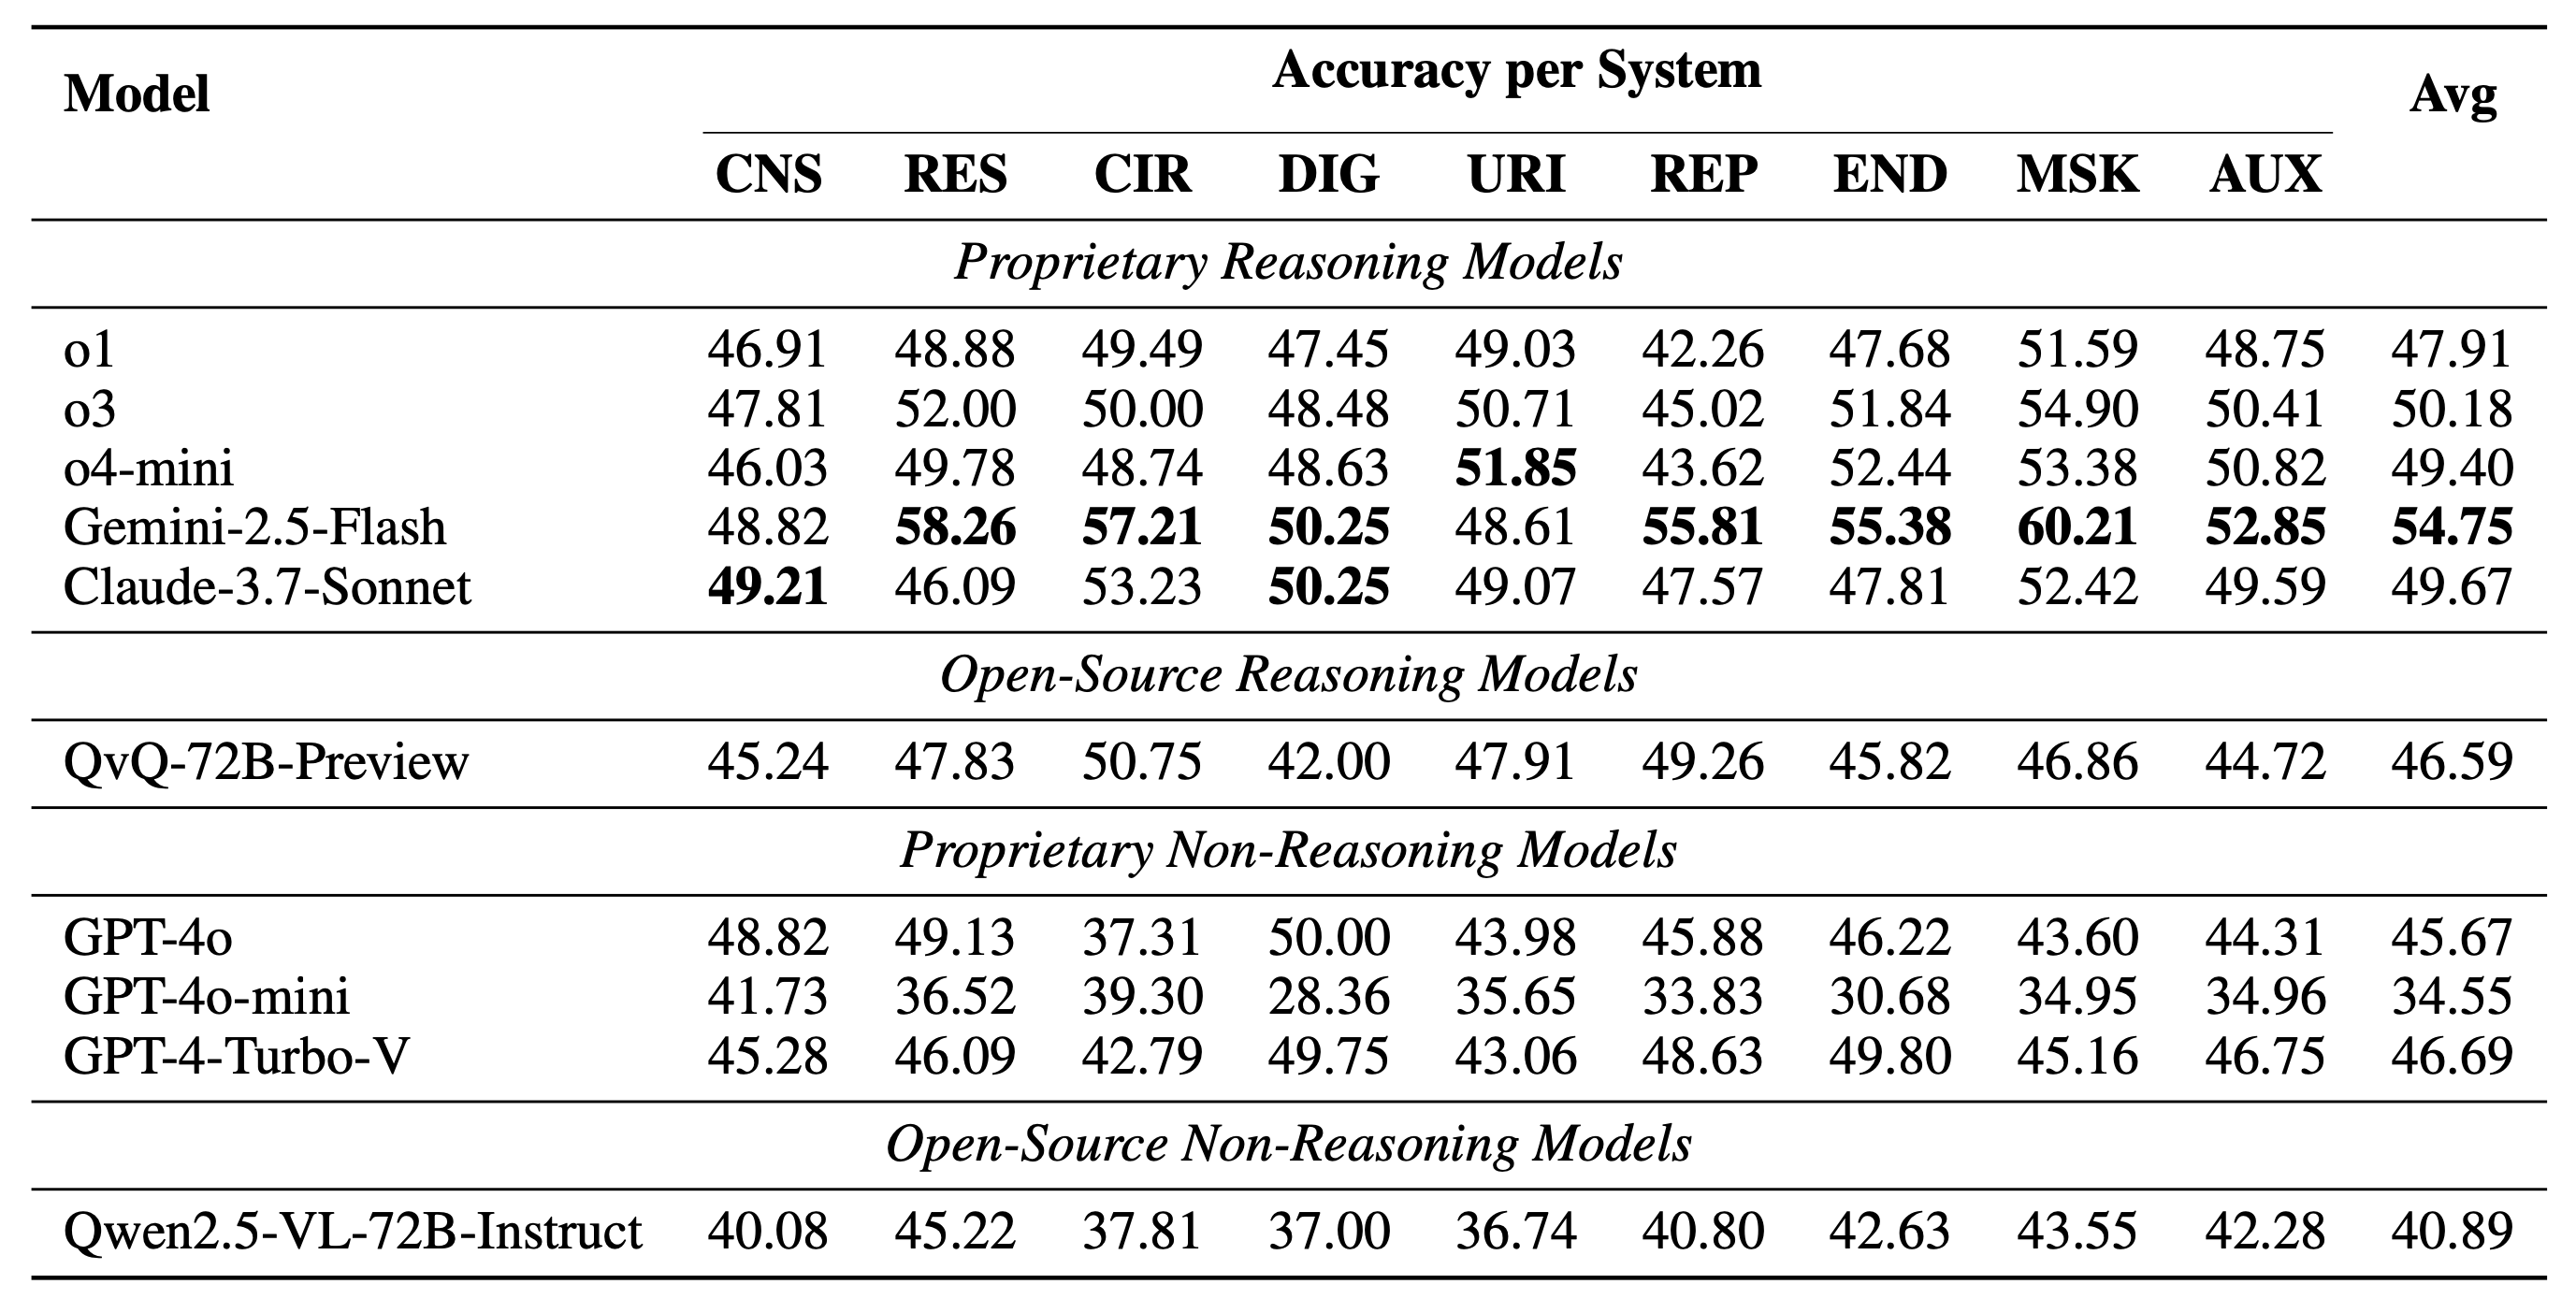 Model Accuracy per System Avg
CNS RES CIR DIG URI REP END MSK AUX
Proprietary Reasoning Models
o1 46.91 48.88 49.49 47.45 49.03 42.26 47.68 51.59 48.75 47.91
o3 47.81 52.00 50.00 48.48 50.71 45.02 51.84 54.90 50.41 50.18
o4-mini 46.03 49.78 48.74 48.63 51.85 43.62 52.44 53.38 50.82 49.40
Gemini-2.5-Flash 48.82 58.26 57.21 50.25 48.61 55.81 55.38 60.21 52.85 54.75
Claude-3.7-Sonnet 49.21 46.09 53.23 50.25 49.07 47.57 47.81 52.42 49.59 49.67
Open-Source Reasoning Models
QvQ-72B-Preview 45.24 47.83 50.75 42.00 47.91 49.26 45.82 46.86 44.72 46.59
Proprietary Non-Reasoning Models
GPT-4o 48.82 49.13 37.31 50.00 43.98 45.88 46.22 43.60 44.31 45.67
GPT-4o-mini 41.73 36.52 39.30 28.36 35.65 33.83 30.68 34.95 34.96 34.55
GPT-4-Turbo-V 45.28 46.09 42.79 49.75 43.06 48.63 49.80 45.16 46.75 46.69
Open-Source Non-Reasoning Models
Qwen2.5-VL-72B-Instruct 40.08 45.22 37.81 37.00 36.74 40.80 42.63 43.55 42.28 40.89